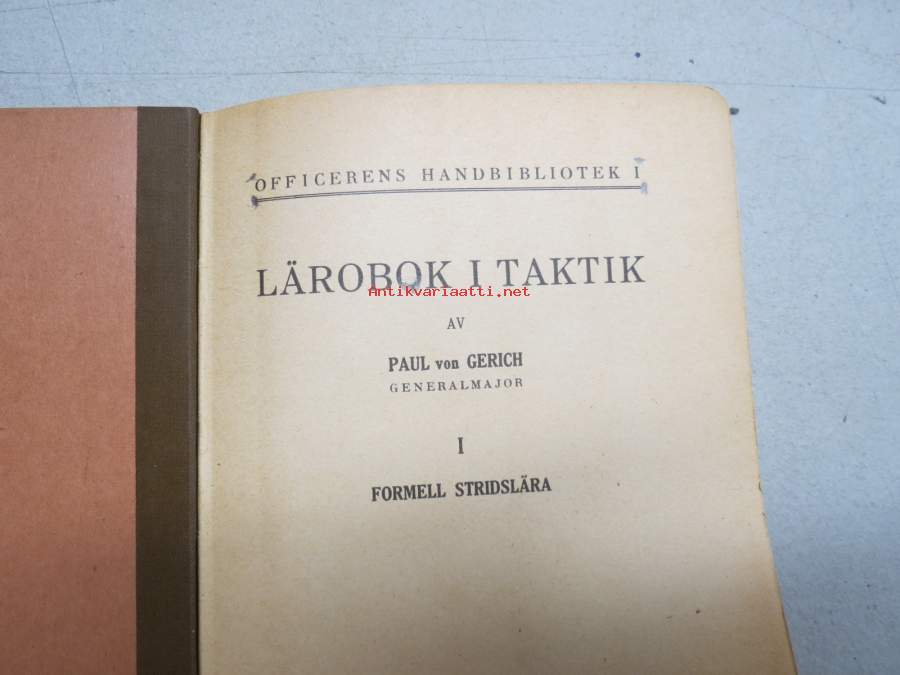 OFFICERENS HANDBIBLIOTEK I
LÄROBOK I TAKTIK
Antikvariaatti.net
AV
PAUL von GERICH
GENERALMAJOR
I
FORMELL STRIDSLÄRA